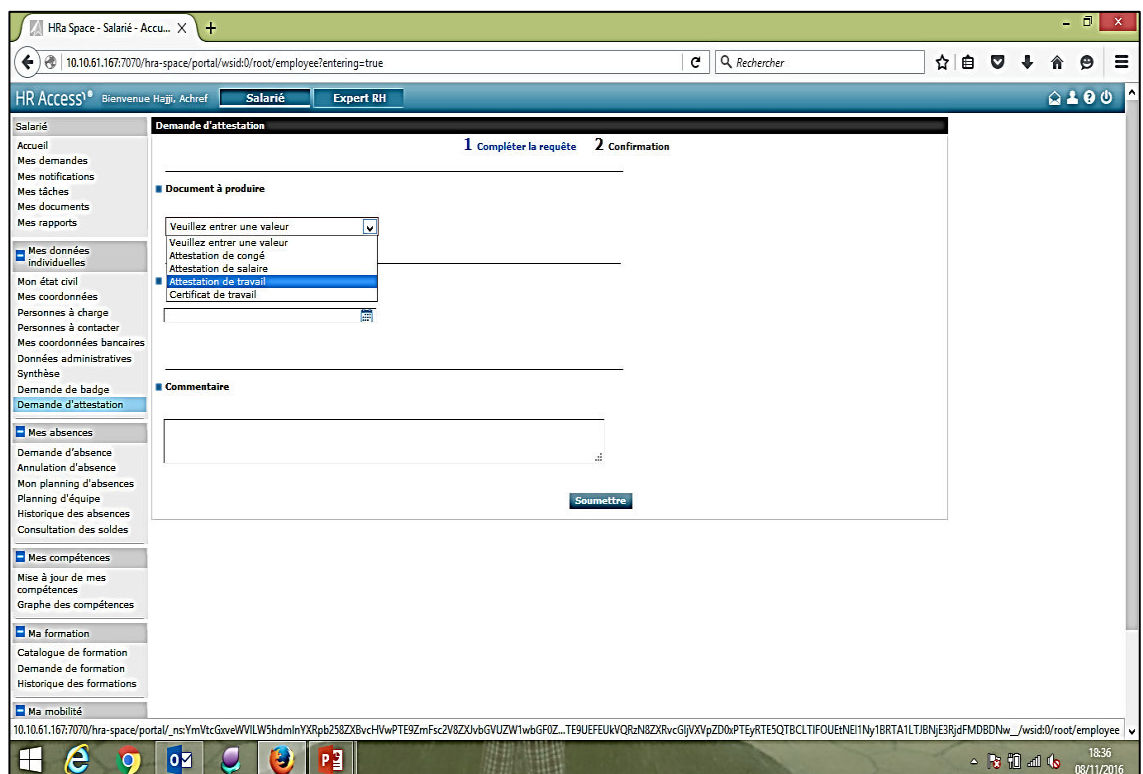 HRa Space - Salarié - Accu...
10.10.61.167:7070/hra-space/portal/wsid:0/root/employee?entering=true
Rechercher
HR Access Bienvenue Hajji, Achref Salarié Expert RH
Salarié
Accueil
Mes demandes
Mes notifications
Mes tâches
Mes documents
Mes rapports
Mes données
individuelles
Mon état civil
Mes coordonnées
Personnes à charge
Personnes à contacter
Mes coordonnées bancaires
Données administratives
Synthèse
Demande de badge
Demande d'attestation
Mes absences
Demande d'absence
Annulation d'absence
Mon planning d'absences
Planning d'équipe
Historique des absences
Consultation des soldes
Mes compétences
Mise à jour de mes
compétences
Graphe des compétences
Ma formation
Catalogue de formation
Demande de formation
Historique des formations
Ma mobilité
Demande d'attestation
1 Compléter la requête 2 Confirmation
Document à produire
Veuillez entrer une valeur
Veuillez entrer une valeur
Attestation de congé
Attestation de salaire
Attestation de travail
Certificat de travail
Commentaire
Soumettre
18:36
08/11/2016